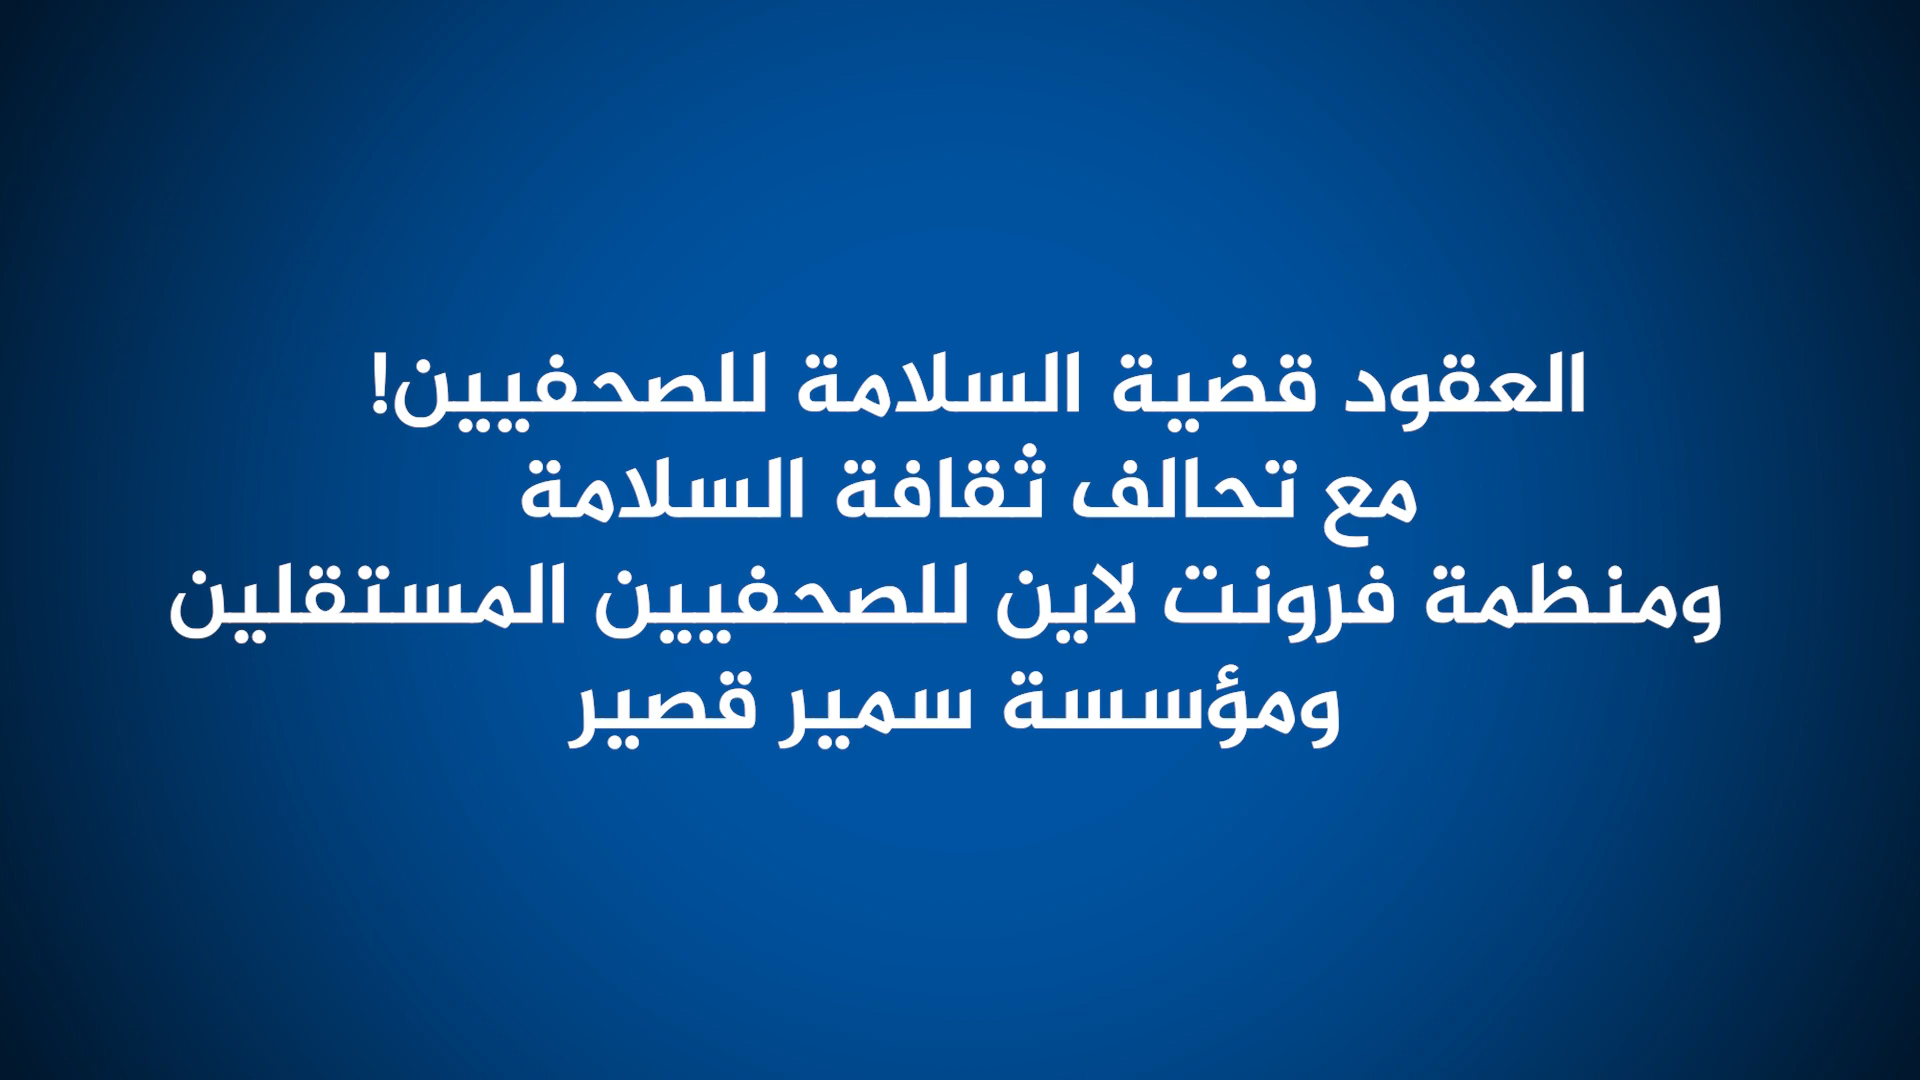 العقود قضية السلامة للصحفيين!
مع تحالف ثقافة السلامة
ومنظمة فرونت لاين للصحفيين المستقلين
ومؤسسة سمير قصير